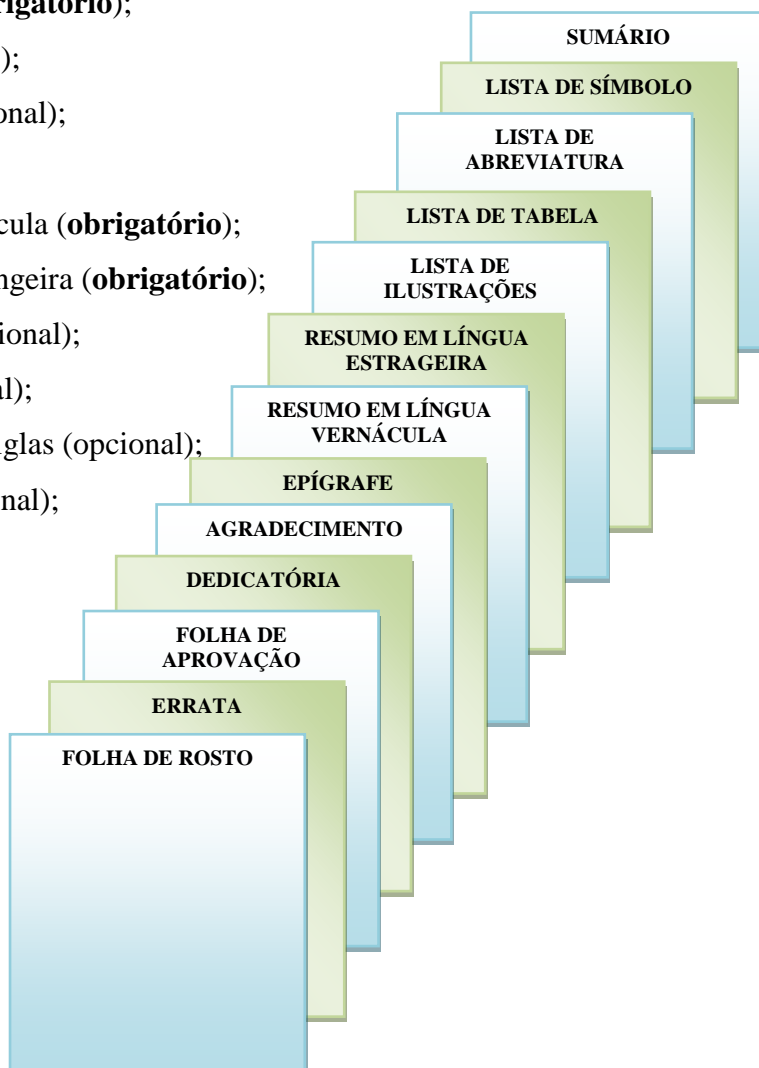 rigatório);
);
onal);
cula (obrigatório);
ngeira (obrigatório);
ional);
al);
iglas (opcional);
nal);
SUMÁRIO
LISTA DE SÍMBOLO
LISTA DE
ABREVIATURA
LISTA DE TABELA
LISTA DE
ILUSTRAÇÕES
RESUMO EM LÍNGUA
ESTRAGEIRA
RESUMO EM LÍNGUA
VERNÁCULA
EPÍGRAFE
AGRADECIMENTO
DEDICATÓRIA
FOLHA DE
APROVAÇÃO
ERRATA
FOLHA DE ROSTO